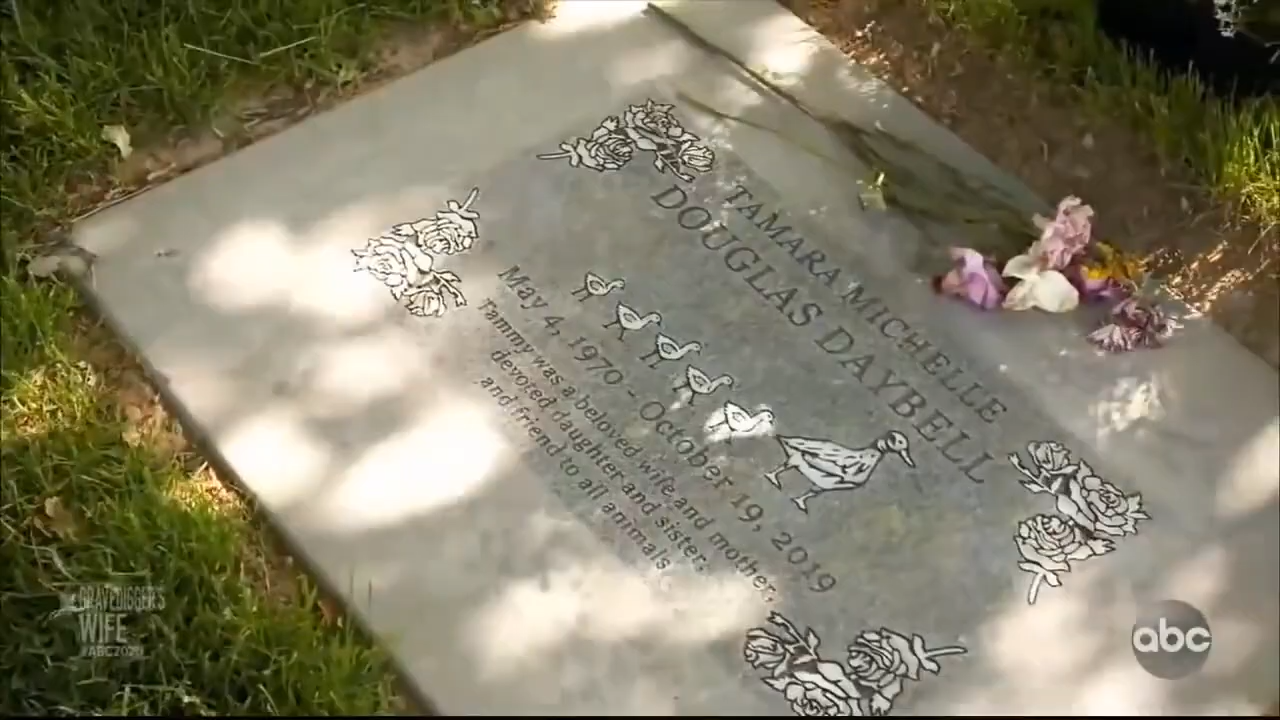 TAMARA MICHELLE
DOUGLAS DAYBELL
May 4, 1970 - October 19, 2019
Tammy was a beloved wife and mother,
devoted daughter and sister,
and friend to all animals
GRAVEDIGGER'S
WIFE
#ABC2020
abc